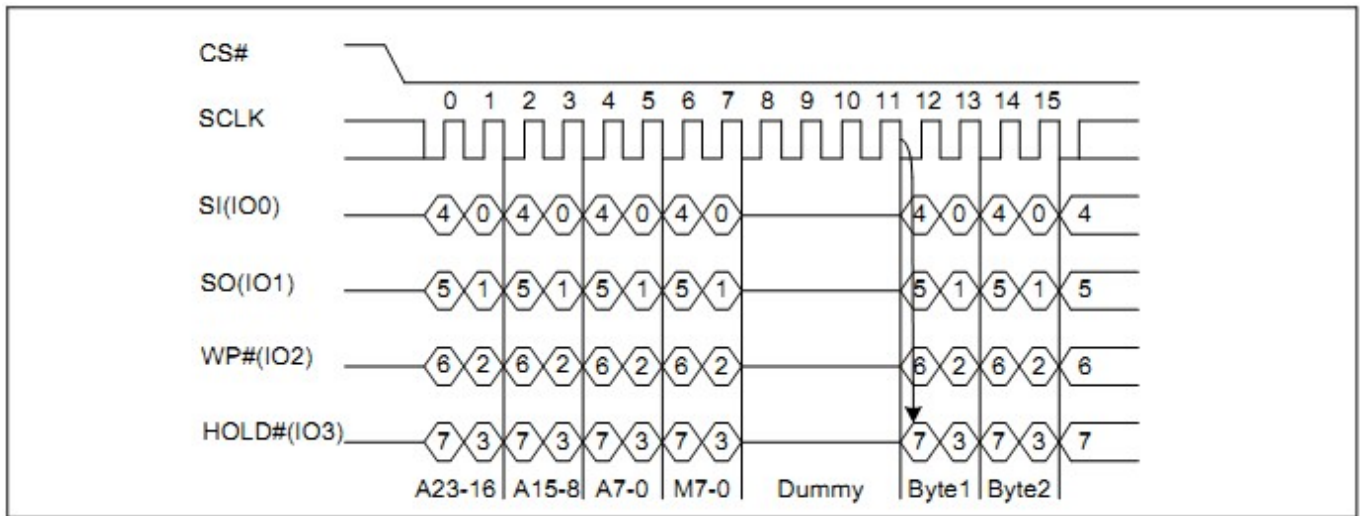 CS#
0 1 2 3 4 5 6 7 8 9 10 11 12 13 14 15
SCLK
SI(IO0) 4 0 4 0 4 0 4 0 4 0 4 0 4
SO(IO1) 5 1 5 1 5 1 5 1 5 1 5 1 5
WP#(IO2) 6 2 6 2 6 2 6 2 6 2 6 2 6
HOLD#(IO3) 7 3 7 3 7 3 7 3 7 3 7 3 7
A23-16 A15-8 A7-0 M7-0 Dummy Byte1 Byte2